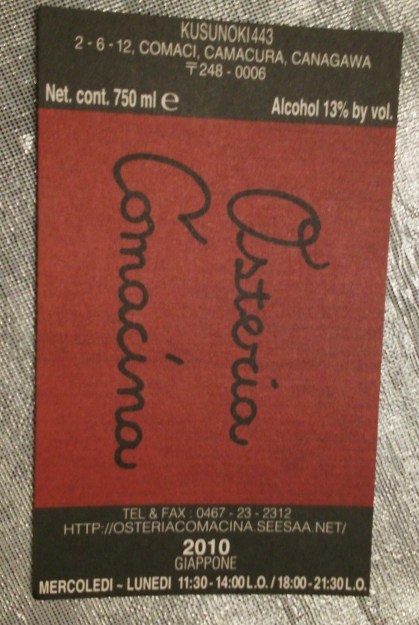 KUSUNOKI443
2 - 6 - 12, COMACI, CAMACURA, CANAGAWA
〒248 - 0006
Net. cont. 750 ml ℮
Alcohol 13% by vol.
Osteria
Comacina
TEL & FAX : 0467 - 23 - 2312
HTTP://OSTERIACOMACINA.SEESAA.NET/
2010
GIAPPONE
MERCOLEDI ~ LUNEDI 11:30 - 14:00 L.O. / 18:00 - 21:30 L.O.